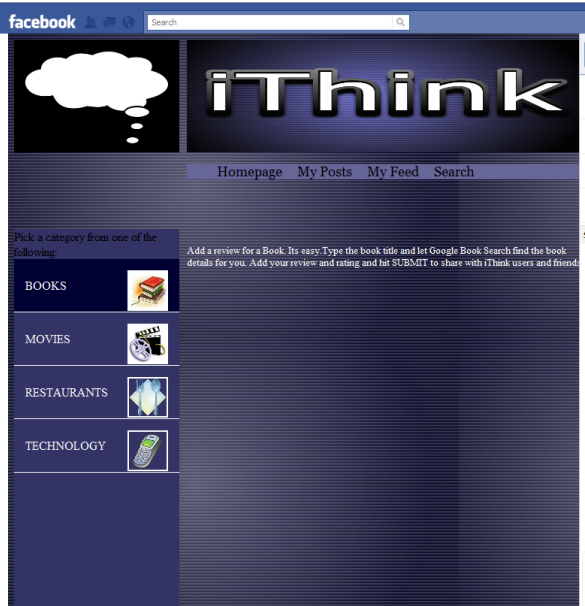 facebook
Search
iThink
Homepage My Posts My Feed Search
Pick a category from one of the
following:
BOOKS
MOVIES
RESTAURANTS
TECHNOLOGY
Add a review for a Book. Its easy.Type the book title and let Google Book Search find the book
details for you. Add your review and rating and hit SUBMIT to share with iThink users and friends